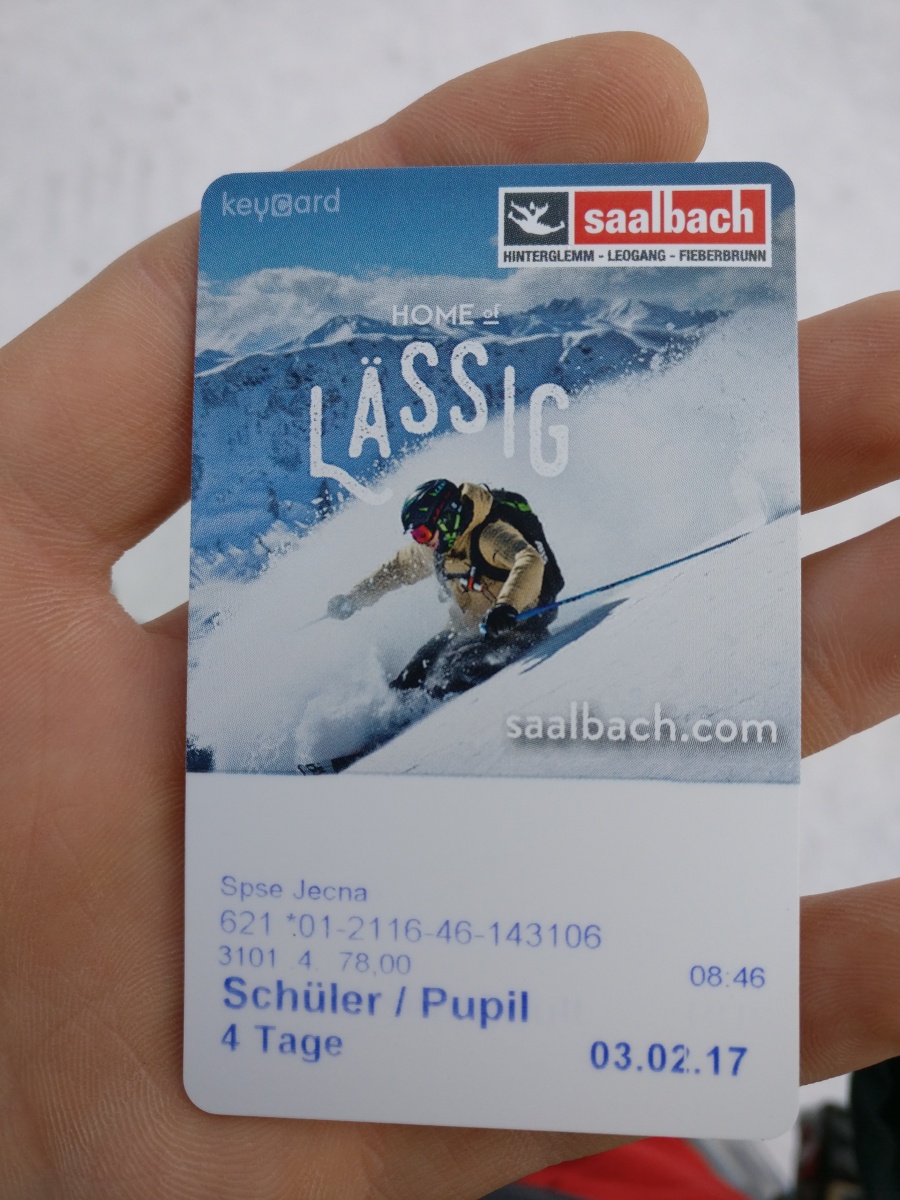 keycard
saalbach
HINTERGLEMM - LEOGANG - FIEBERBRUNN
HOME of
LÄSSIG
saalbach.com
Spse Jecna
621 *01-2116-46-143106
3101 4 78,00
08:46
Schüler / Pupil
4 Tage
03.02.17